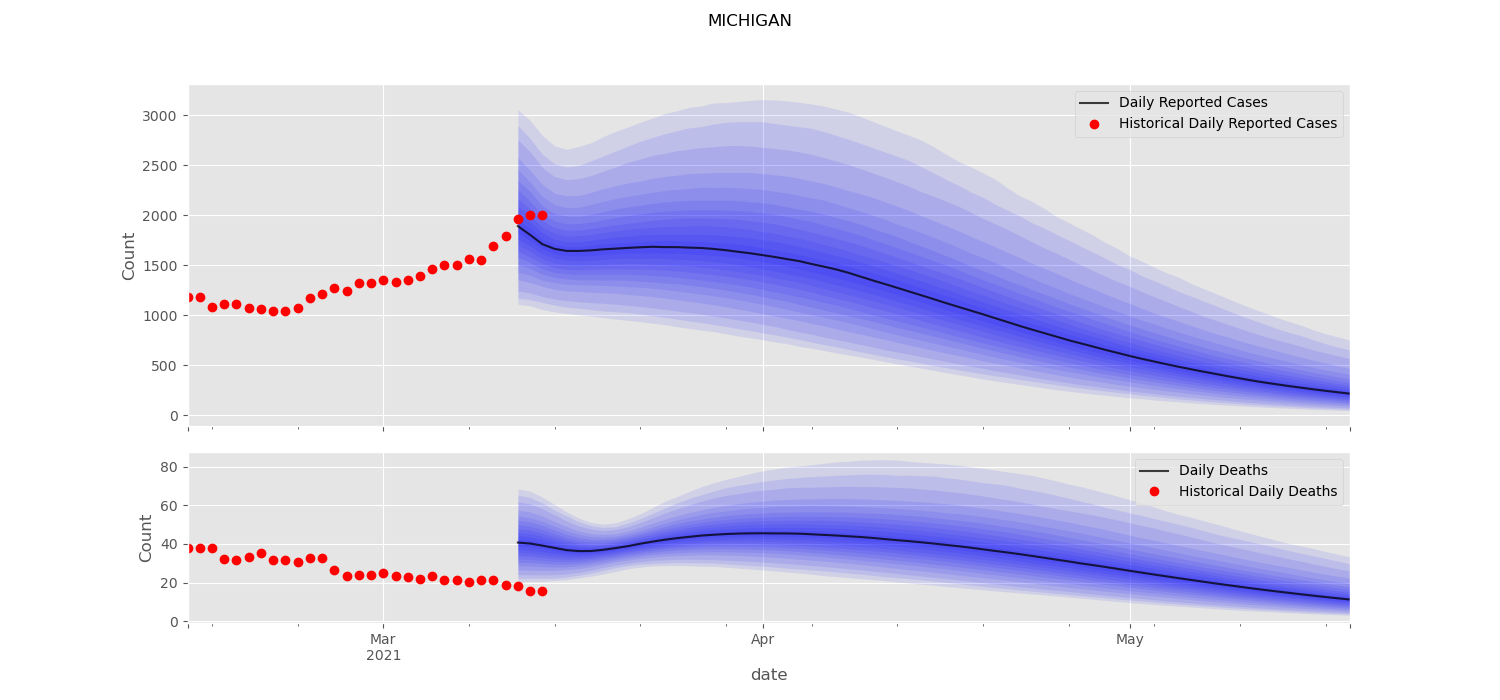 MICHIGAN
Count
3000
2500
2000
1500
1000
500
0
Daily Reported Cases
Historical Daily Reported Cases
Count
80
60
40
20
0
Daily Deaths
Historical Daily Deaths
Mar
2021
Apr
May
date